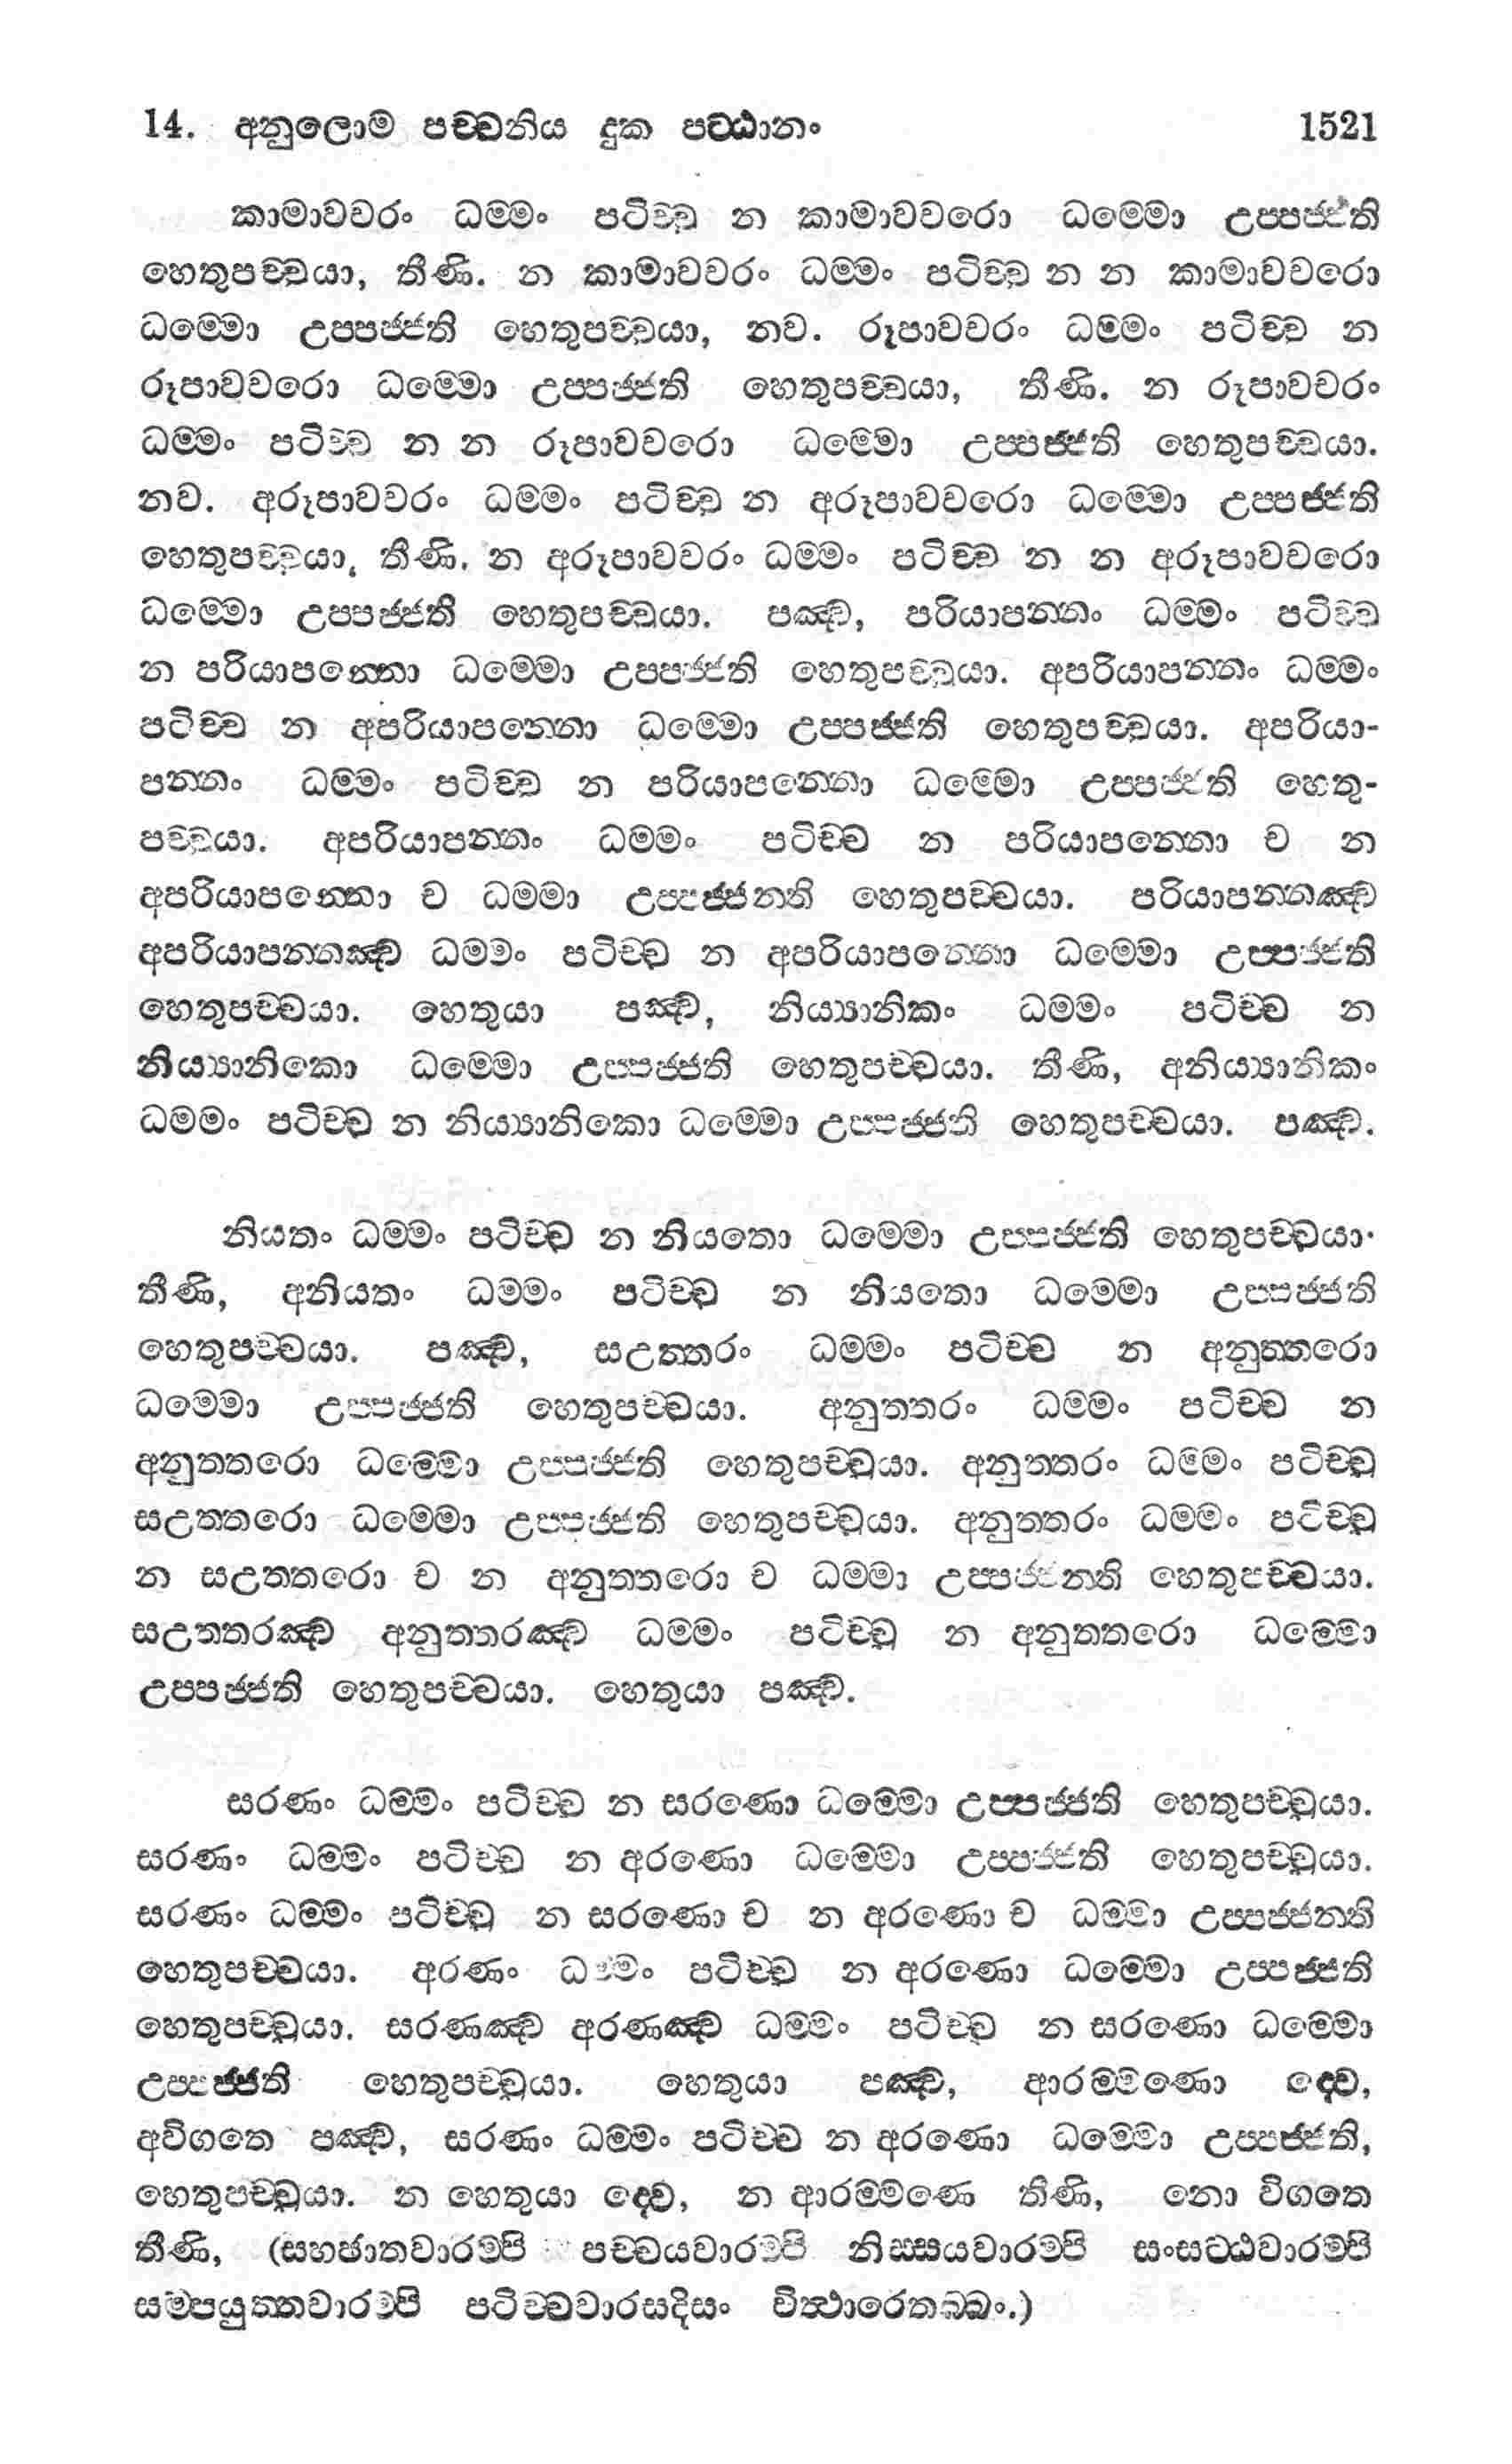 14. අනුලොම පච්චනිය දුක පට්ඨානං 1521
කාමාවචරං ධම්මං පටිච්ච න කාමාවචරො ධම්මො උප්පජ්ජති
හෙතුපච්චයා, තීණි. න කාමාවචරං ධම්මං පටිච්ච න න කාමාවචරො
ධම්මො උප්පජ්ජති හෙතුපච්චයා, නව. රූපාවචරං ධම්මං පටිච්ච න
රූපාවචරො ධම්මො උප්පජ්ජති හෙතුපච්චයා, තීණි. න රූපාවචරං
ධම්මං පටිච්ච න න රූපාවචරො ධම්මො උප්පජ්ජති හෙතුපච්චයා.
නව. අරූපාවචරං ධම්මං පටිච්ච න අරූපාවචරො ධම්මො උප්පජ්ජති
හෙතුපච්චයා, තිණි. න අරූපාවචරං ධම්මං පටිච්ච න න අරූපාවචරො
ධම්මො උප්පජ්ජති හෙතුපච්චයා. පඤ්ච, පරියාපන්නං ධම්මං පටිච්ච
න පරියාපන්නො ධම්මො උප්පජ්ජති හෙතුපච්චයා. අපරියාපන්නං ධම්මං
පටිච්ච න අපරියාපන්නො ධම්මො උප්පජ්ජති හෙතුපච්චයා. අපරියා-
පන්නං ධම්මං පටිච්ච න පරියාපන්නො ධම්මො උප්පජ්ජති හෙතු-
පච්චයා. අපරියාපන්නං ධම්මං පටිච්ච න පරියාපන්නො ච න
අපරියාපන්නො ච ධම්මා උප්පජ්ජන්ති හෙතුපච්චයා. පරියාපන්නඤ්ච
අපරියාපන්නඤ්ච ධම්මං පටිච්ච න අපරියාපන්නො ධම්මො උප්පජ්ජති
හෙතුපච්චයා. හෙතුයා පඤ්ච, නිය්‍යානිකං ධම්මං පටිච්ච න
නිය්‍යානිකො ධම්මො උප්පජ්ජති හෙතුපච්චයා. තීණි, අනිය්‍යානිකං
ධම්මං පටිච්ච න නිය්‍යානිකො ධම්මො උප්පජ්ජති හෙතුපච්චයා. පඤ්ච.
නියතං ධම්මං පටිච්ච න නියතො ධම්මො උප්පජ්ජති හෙතුපච්චයා.
තීණි, අනියතං ධම්මං පටිච්ච න නියතො ධම්මො උප්පජ්ජති
හෙතුපච්චයා. පඤ්ච, සඋත්තරං ධම්මං පටිච්ච න අනුත්තරො
ධම්මො උප්පජ්ජති හෙතුපච්චයා. අනුත්තරං ධම්මං පටිච්ච න
අනුත්තරො ධම්මො උප්පජ්ජති හෙතුපච්චයා. අනුත්තරං ධම්මං පටිච්ච
සඋත්තරො ධම්මො උප්පජ්ජති හෙතුපච්චයා. අනුත්තරං ධම්මං පටිච්ච
න සඋත්තරො ච න අනුත්තරො ච ධම්මා උප්පජ්ජන්ති හෙතුපච්චයා.
සඋත්තරඤ්ච අනුත්තරඤ්ච ධම්මං පටිච්ච න අනුත්තරො ධම්මො
උප්පජ්ජති හෙතුපච්චයා. හෙතුයා පඤ්ච.
සරණං ධම්මං පටිච්ච න සරණො ධම්මො උප්පජ්ජති හෙතුපච්චයා.
සරණං ධම්මං පටිච්ච න අරණො ධම්මො උප්පජ්ජති හෙතුපච්චයා.
සරණං ධම්මං පටිච්ච න සරණො ච න අරණො ච ධම්මා උප්පජ්ජන්ති
හෙතුපච්චයා. අරණං ධම්මං පටිච්ච න අරණො ධම්මො උප්පජ්ජති
හෙතුපච්චයා. සරණඤ්ච අරණඤ්ච ධම්මං පටිච්ච න සරණො ධම්මො
උප්පජ්ජති හෙතුපච්චයා. හෙතුයා පඤ්ච, ආරම්මණො ද්වෙ,
අවිගතෙ පඤ්ච, සරණං ධම්මං පටිච්ච න අරණො ධම්මො උප්පජ්ජති,
හෙතුපච්චයා. න හෙතුයා ද්වෙ, න ආරම්මණෙ තිණි, නො විගතෙ
තීණි, (සහජාතවාරම්පි පච්චයවාරම්පි නිස්සයවාරම්පි සංසට්ඨවාරම්පි
සම්පයුත්තවාරම්පි පටිච්චවාරසදිසං විත්ථාරෙතබ්බං.)